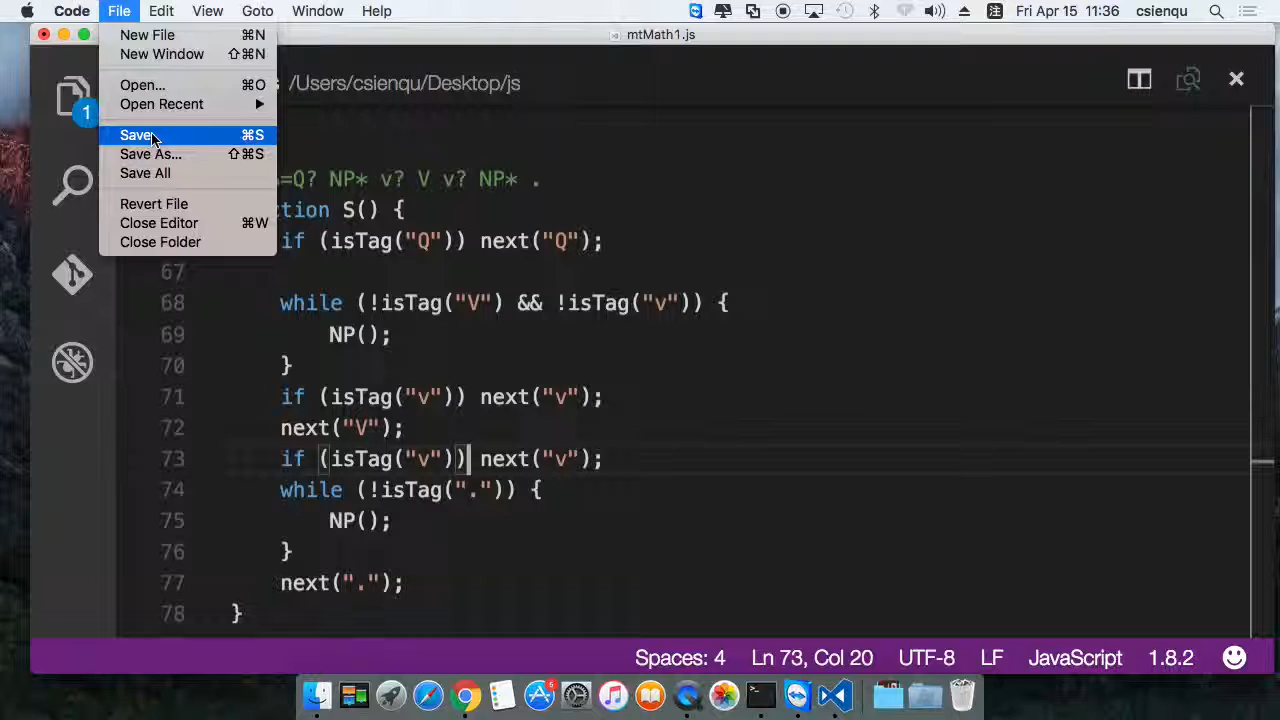 Code File Edit View Goto Window Help Fri Apr 15 11:36 csienqu
mtMath1.js
New File ⌘N
New Window ⇧⌘N
Open... ⌘O
Open Recent ▶
Save ⌘S
Save As... ⇧⌘S
Save All
Revert File
Close Editor ⌘W
Close Folder
/Users/csienqu/Desktop/js
1
=Q? NP* v? V v? NP* .
ction S() {
if (isTag("Q")) next("Q");
67
68 while (!isTag("V") && !isTag("v")) {
69 NP();
70 }
71 if (isTag("v")) next("v");
72 next("V");
73 if (isTag("v")) next("v");
74 while (!isTag(".")) {
75 NP();
76 }
77 next(".");
78 }
Spaces: 4 Ln 73, Col 20 UTF-8 LF JavaScript 1.8.2
6